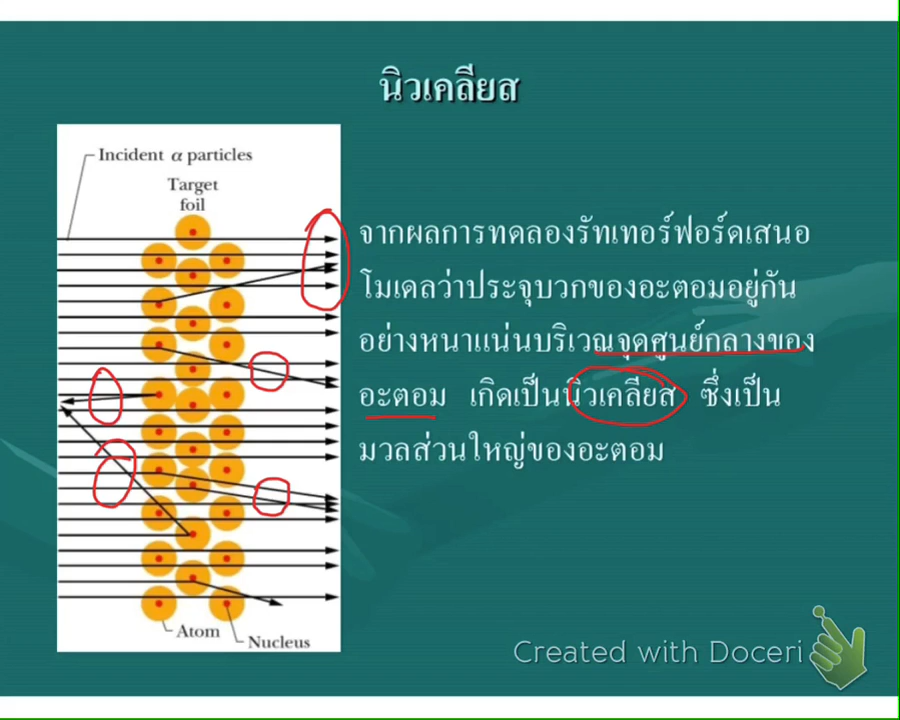 นิวเคลียส
Incident α particles
Target
foil
Atom
Nucleus
จากผลการทดลองรัทเทอร์ฟอร์ดเสนอ
โมเดลว่าประจุบวกของอะตอมอยู่กัน
อย่างหนาแน่นบริเวณจุดศูนย์กลางของ
อะตอม เกิดเป็นนิวเคลียส ซึ่งเป็น
มวลส่วนใหญ่ของอะตอม
Created with Doceri